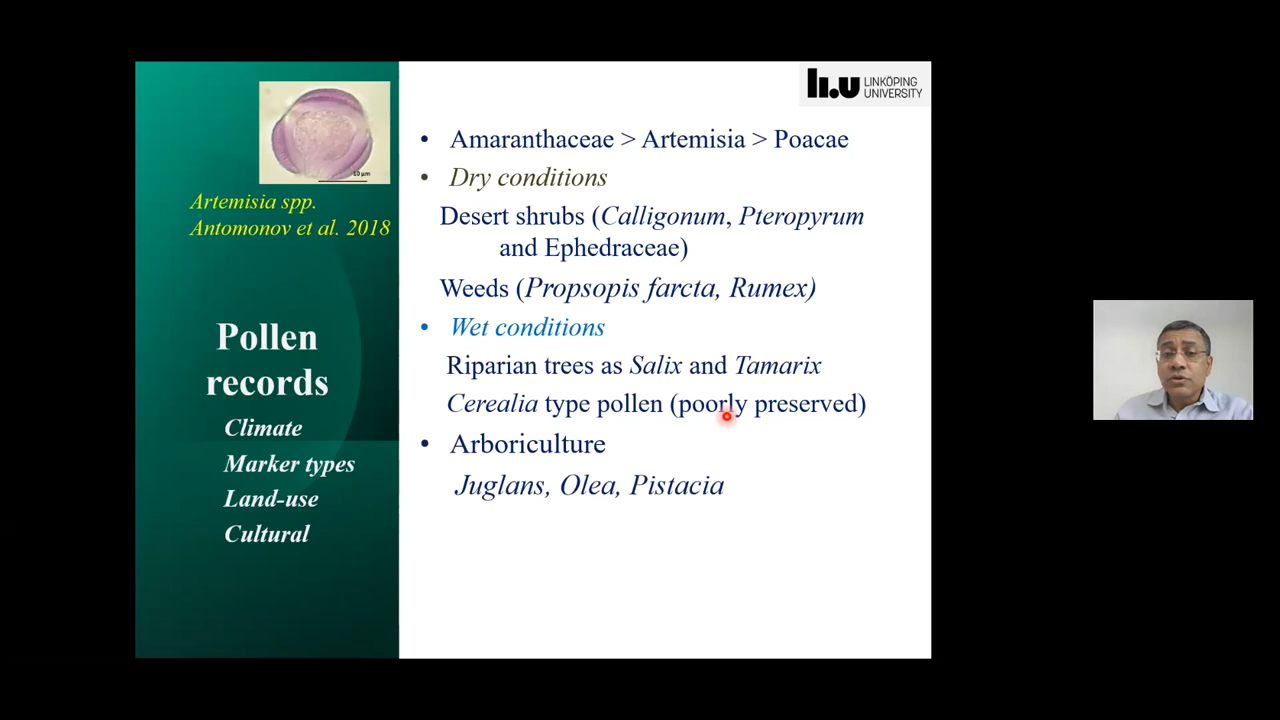 10 µm
Artemisia spp.
Antomonov et al. 2018
Pollen
records
Climate
Marker types
Land-use
Cultural
li.u LINKÖPING
UNIVERSITY
• Amaranthaceae > Artemisia > Poacae
• Dry conditions
Desert shrubs (Calligonum, Pteropyrum
and Ephedraceae)
Weeds (Propsopis farcta, Rumex)
• Wet conditions
Riparian trees as Salix and Tamarix
Cerealia type pollen (poorly preserved)
• Arboriculture
Juglans, Olea, Pistacia